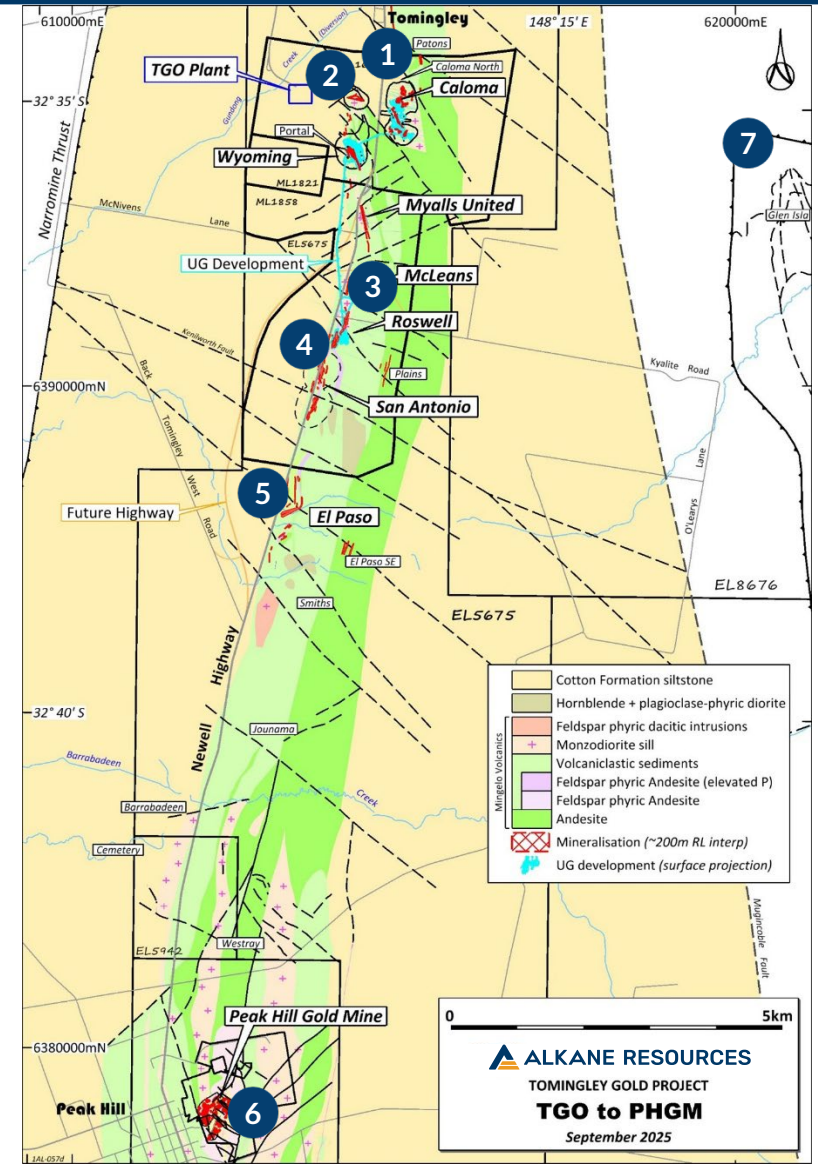 610000mE
Tomingley
148° 15' E
620000mE
(Diversion)
Creek
1
Patons
Caloma North
TGO Plant
2
Caloma
32° 35' S
Gundong
Portal
7
Wyoming
Narromine Thrust
ML1821
McNivens
ML1858
Myalls United
Glen Isla
Lane
EL5675
UG Development
McLeans
3
Roswell
4
Kenilworth Fault
Kyalite Road
Plains
6390000mN
Back
San Antonio
Tomingley
Lane
West
5
Future Highway
El Paso
O'Learys
Road
El Paso SE
EL8676
Smiths
EL5675
Highway
Cotton Formation siltstone
Hornblende + plagioclase-phyric diorite
Mingelo Volcanics
Feldspar phyric dacitic intrusions
Monzodiorite sill
Volcaniclastic sediments
Feldspar phyric Andesite (elevated P)
Feldspar phyric Andesite
Andesite
Mineralisation (~200m RL interp)
UG development (surface projection)
32° 40' S
Jounama
Newell
Barrabadeen
Creek
Barrabadeen
Cemetery
Mugincoble Fault
Westray
EL5942
Peak Hill Gold Mine
0 5km
ALKANE RESOURCES
TOMINGLEY GOLD PROJECT
TGO to PHGM
September 2025
6380000mN
Peak Hill
6
1AL-057d